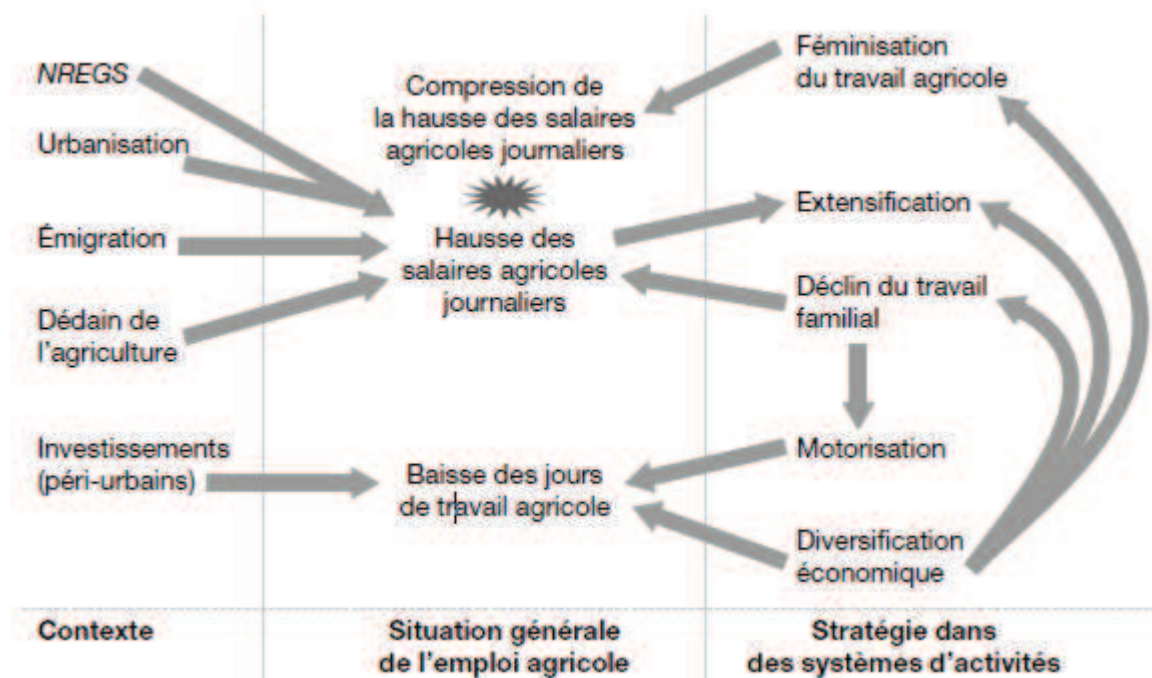 NREGS
Urbanisation
Émigration
Dédain de
l'agriculture
Investissements
(péri-urbains)
Contexte
Compression de
la hausse des salaires
agricoles journaliers
Hausse des
salaires agricoles
journaliers
Baisse des jours
de travail agricole
Situation générale
de l'emploi agricole
Féminisation
du travail agricole
Extensification
Déclin du travail
familial
Motorisation
Diversification
économique
Stratégie dans
des systèmes d'activités